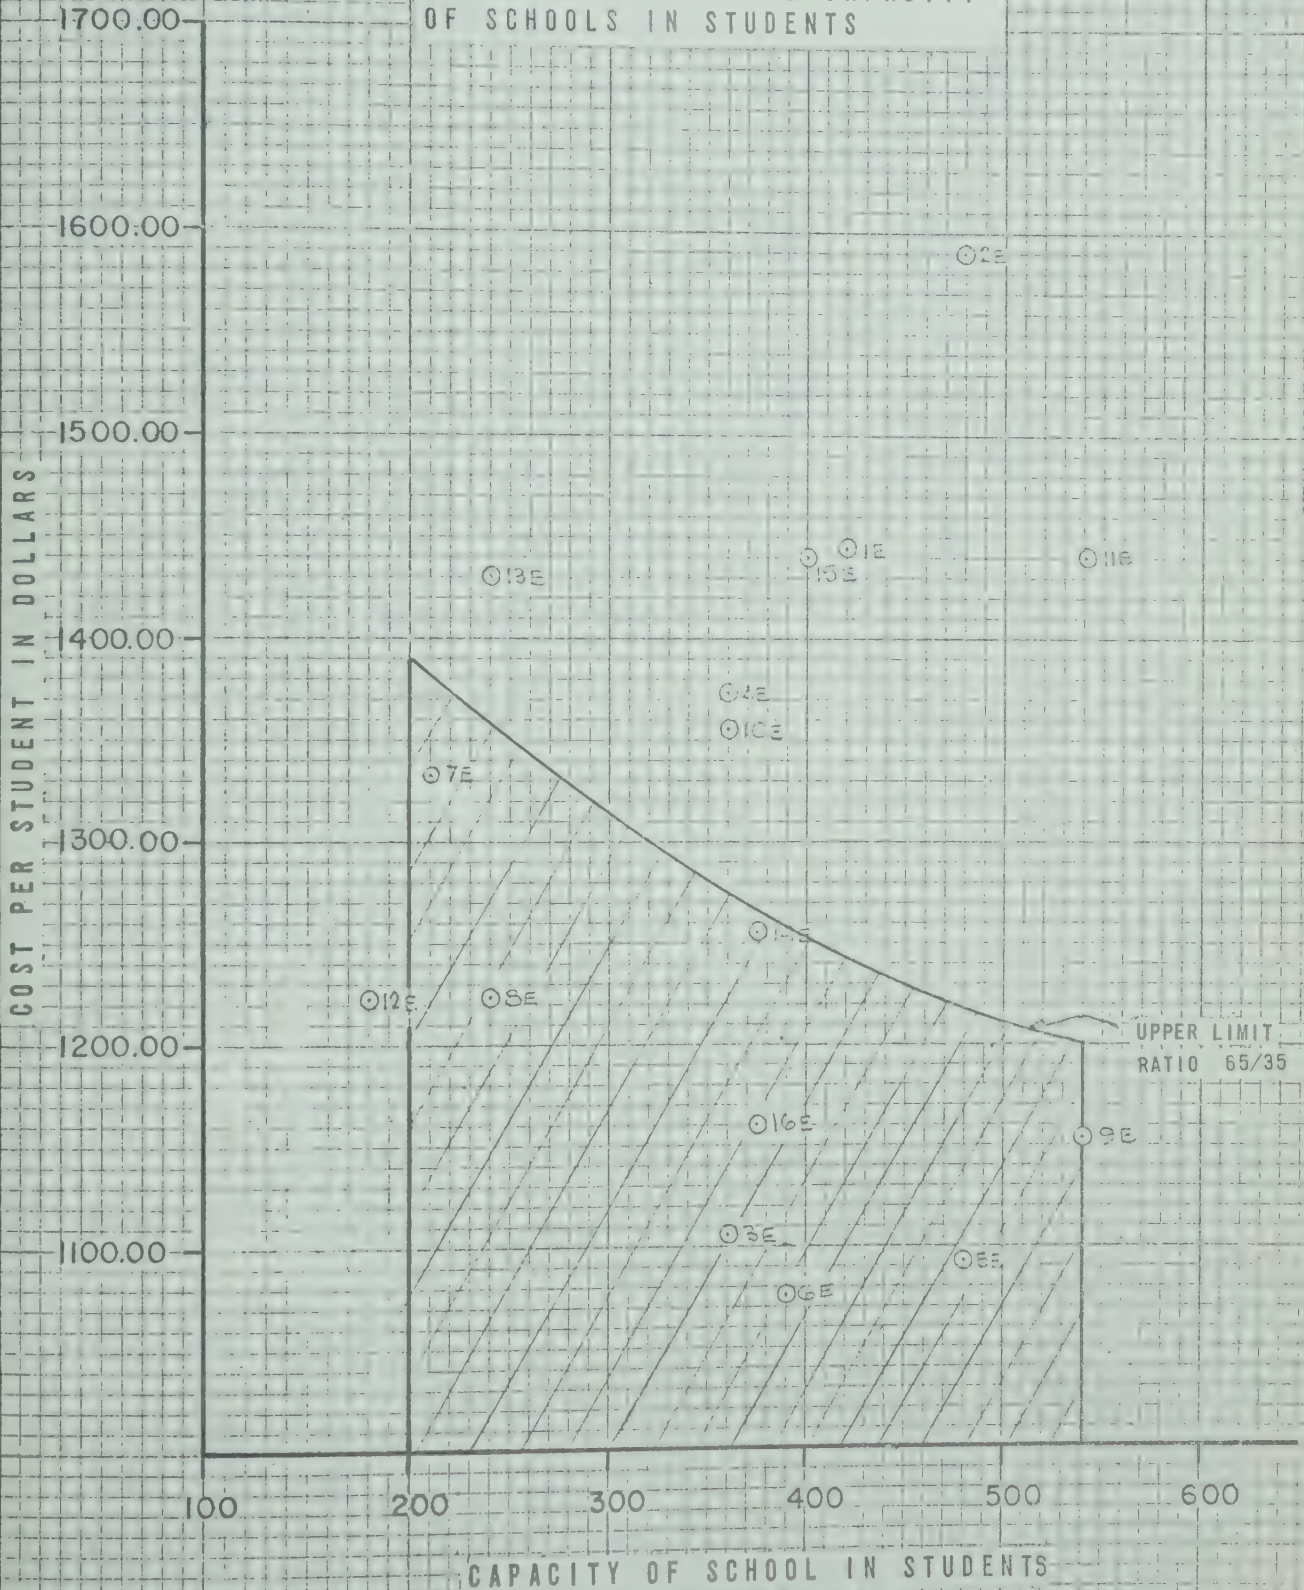 OF SCHOOLS IN STUDENTS
1700.00
1600.00
2E
1500.00
1E
15E
11E
13E
1400.00
10E
7E
1300.00
12E
8E
1200.00
UPPER LIMIT
RATIO 65/35
16E
9E
3E
1100.00
6E
100
200
300
400
500
600
COST PER STUDENT IN DOLLARS
CAPACITY OF SCHOOL IN STUDENTS